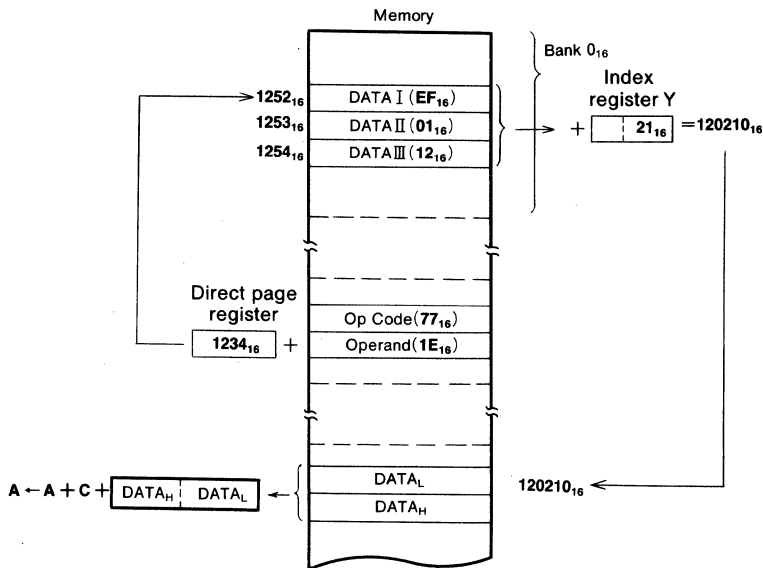 Memory
Bank 0₁₆
Index
register Y
1252₁₆ DATA Ⅰ (EF₁₆)
1253₁₆ DATA Ⅱ (01₁₆)
1254₁₆ DATA Ⅲ (12₁₆)
+ 21₁₆ =120210₁₆
Direct page
register
Op Code(77₁₆)
1234₁₆ + Operand(1E₁₆)
A←A+C+ DATA_H DATA_L ←
DATA_L
DATA_H
120210₁₆